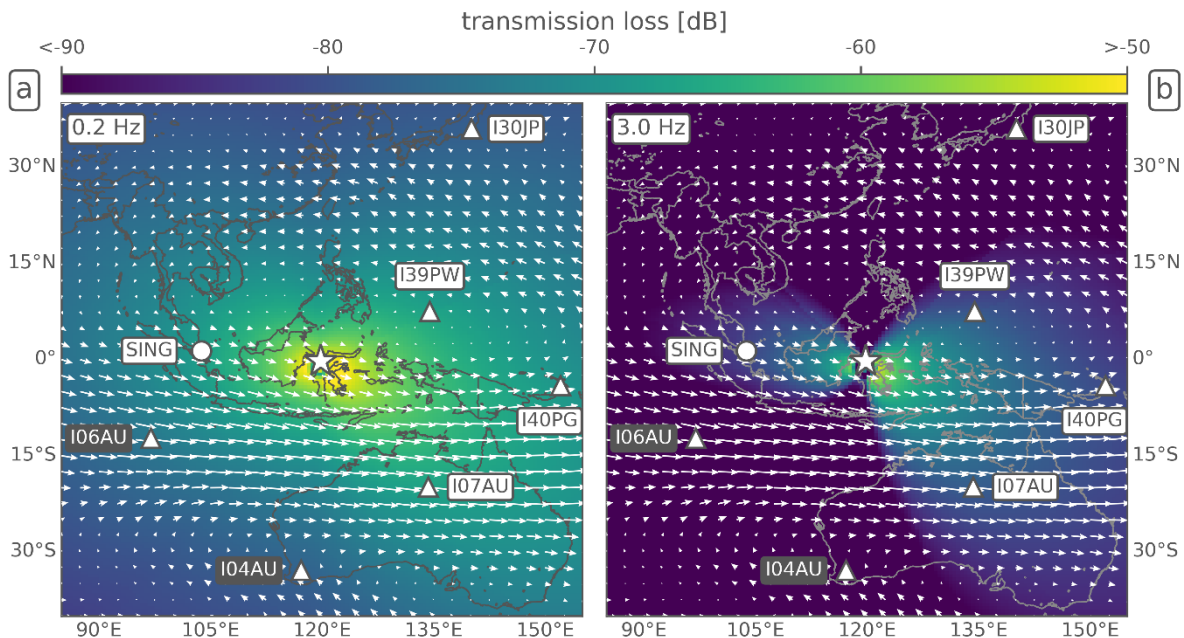 transmission loss [dB]
<-90 -80 -70 -60 >-50
a b
0.2 Hz I30JP 3.0 Hz I30JP
30°N 30°N
15°N I39PW I39PW 15°N
0° SING SING 0°
I40PG I40PG
15°S I06AU I06AU 15°S
I07AU I07AU
30°S 30°S
I04AU I04AU
90°E 105°E 120°E 135°E 150°E 90°E 105°E 120°E 135°E 150°E